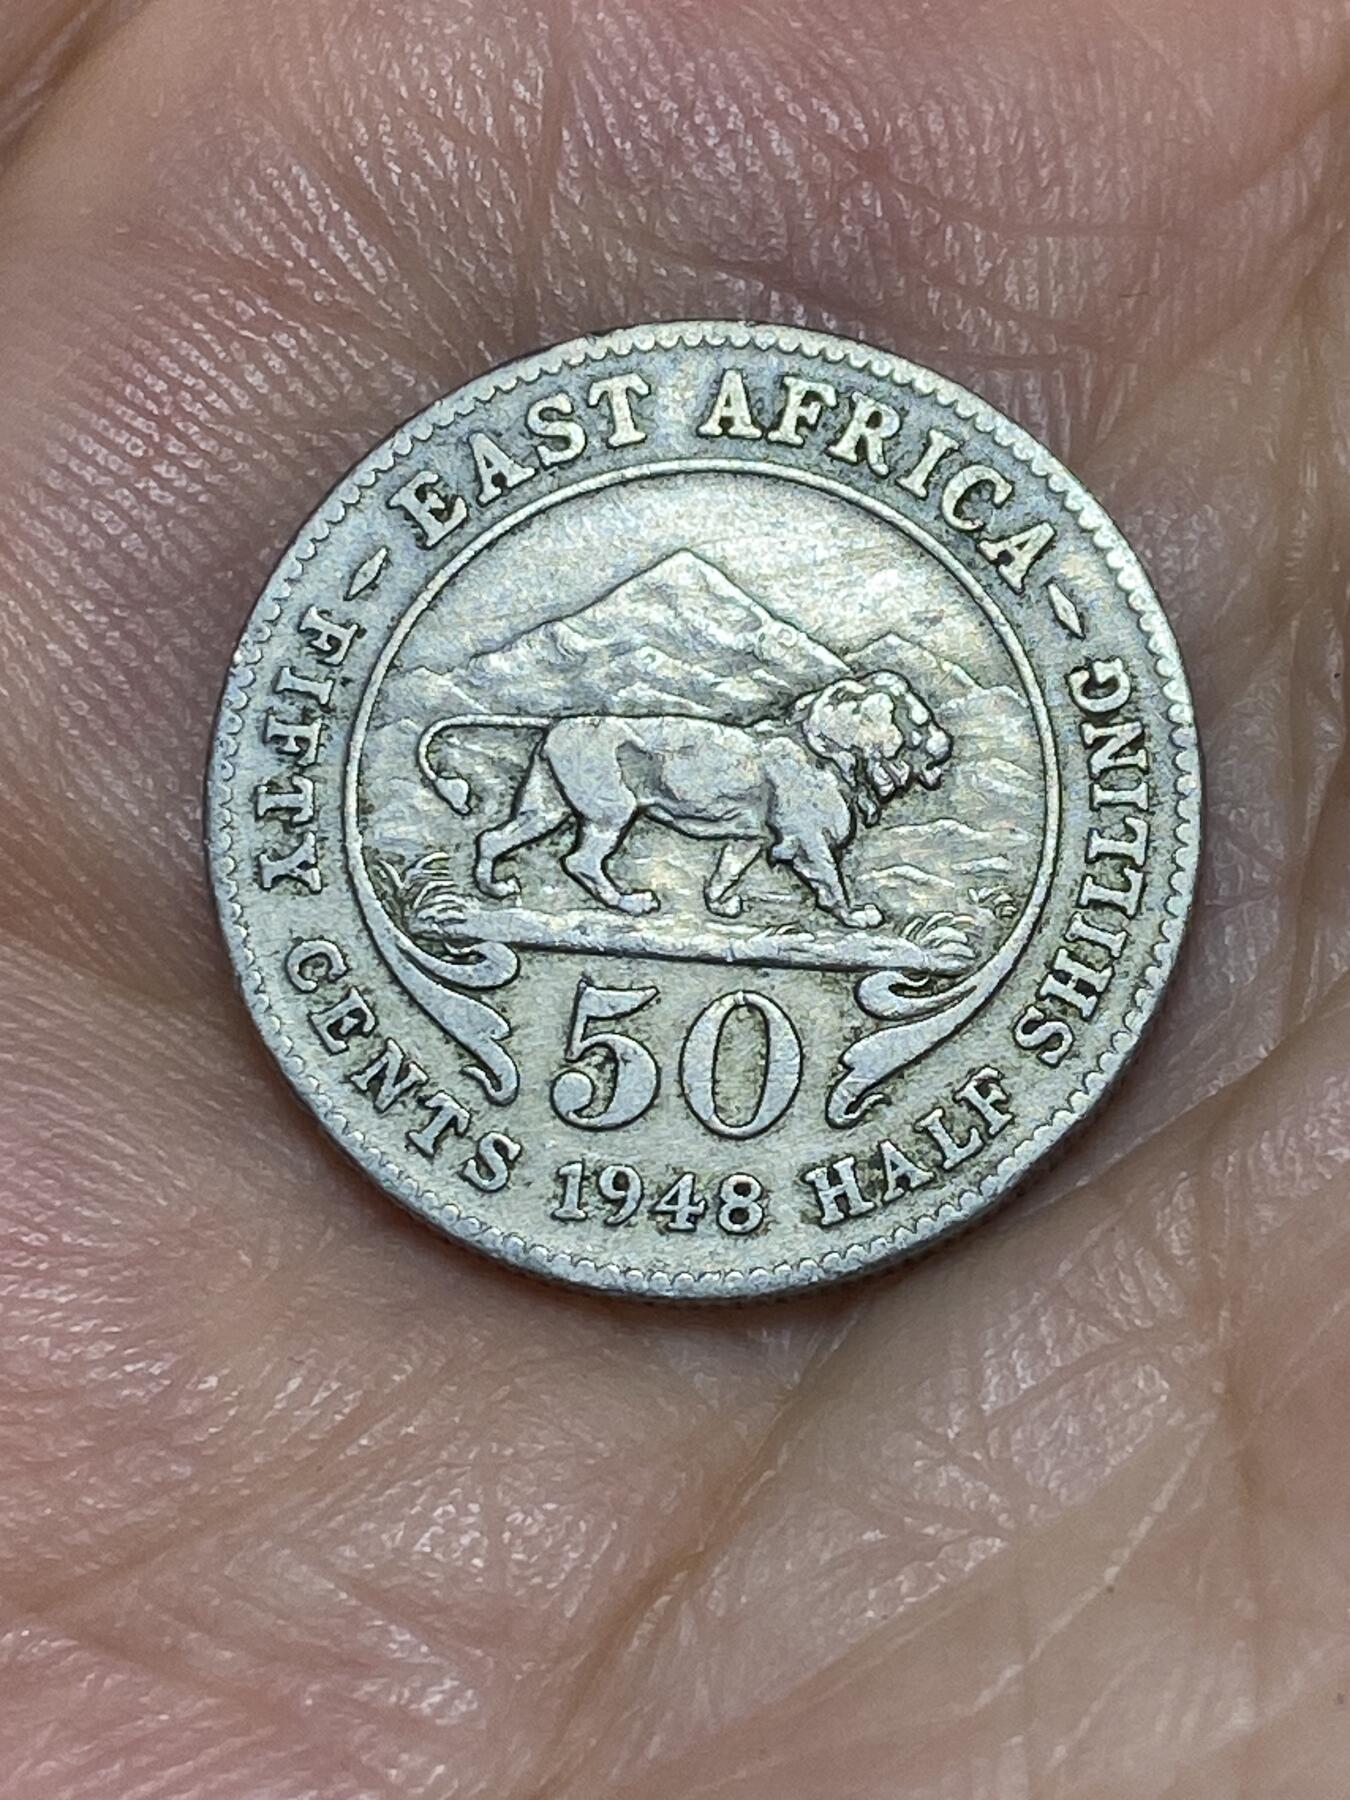 EAST AFRICA
FIFTY CENTS 1948 HALF SHILLING
50